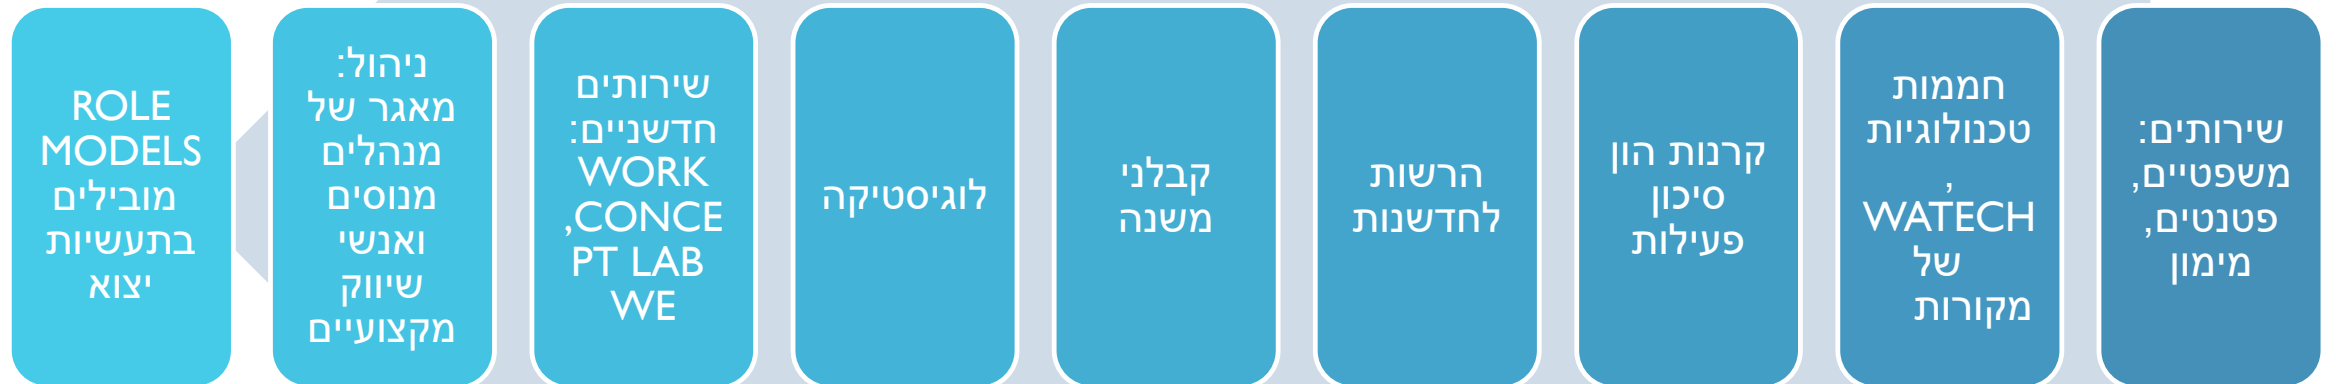 שירותים:
משפטיים,
פטנטים,
מימון
חממות
טכנולוגיות
,
WATECH
של
מקורות
קרנות הון
סיכון
פעילות
הרשות
לחדשנות
קבלני
משנה
לוגיסטיקה
שירותים
חדשניים:
WORK
,CONCE
PT LAB
WE
ניהול:
מאגר של
מנהלים
מנוסים
ואנשי
שיווק
מקצועיים
ROLE
MODELS
מובילים
בתעשיות
יצוא